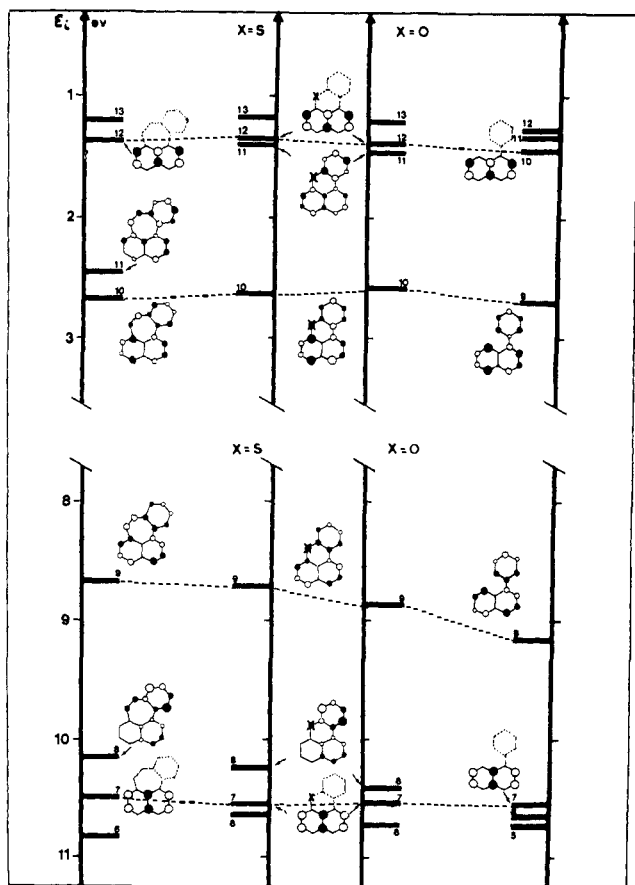 Ei ev X=S X=O
1
13 13 13 12
12 12 12 11
11 11 10
X
X
2
11
10 10 10 9
X
3
X=S X=O
8
9 9 9 9
X
9
10
8 8 8
X
7 7 7 7
X
6 6 6 5
11